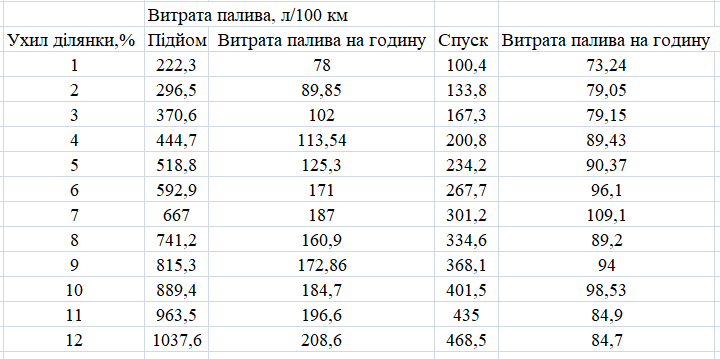 Витрата палива, л/100 км
Ухил ділянки,% Підйом Витрата палива на годину Спуск Витрата палива на годину
1 222,3 78 100,4 73,24
2 296,5 89,85 133,8 79,05
3 370,6 102 167,3 79,15
4 444,7 113,54 200,8 89,43
5 518,8 125,3 234,2 90,37
6 592,9 171 267,7 96,1
7 667 187 301,2 109,1
8 741,2 160,9 334,6 89,2
9 815,3 172,86 368,1 94
10 889,4 184,7 401,5 98,53
11 963,5 196,6 435 84,9
12 1037,6 208,6 468,5 84,7